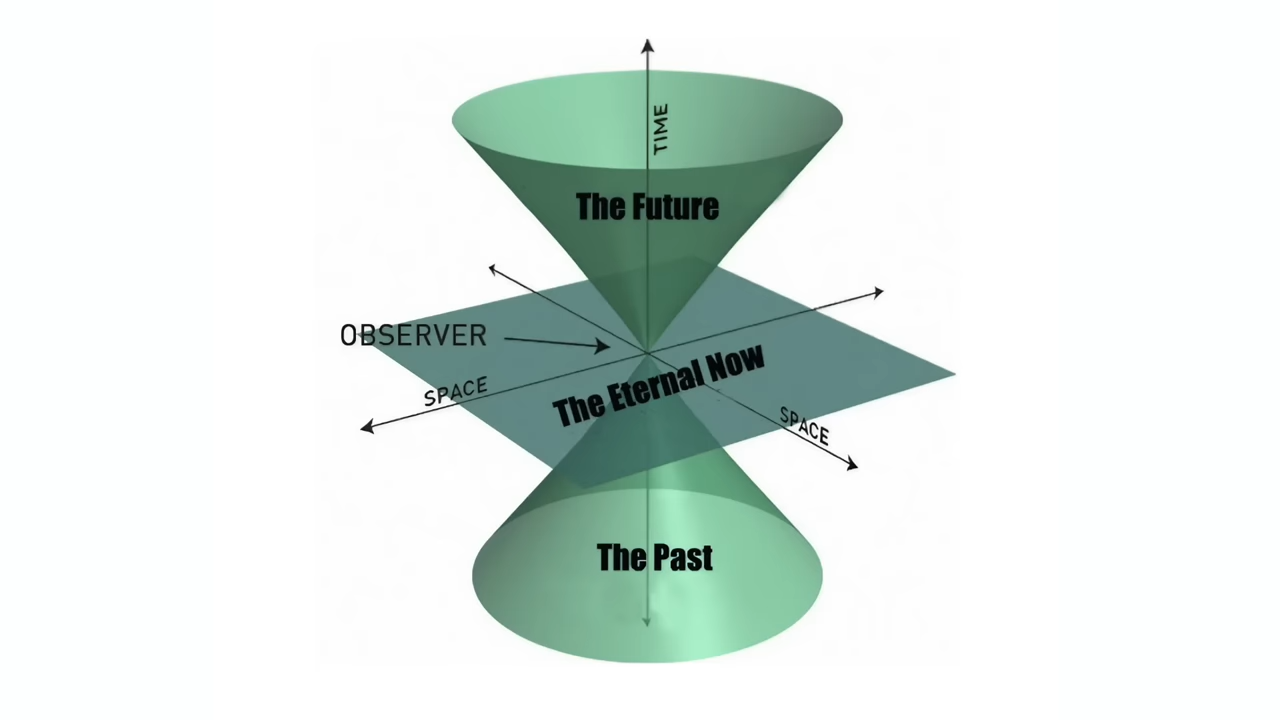 TIME
The Future
OBSERVER
SPACE
The Eternal Now
SPACE
The Past